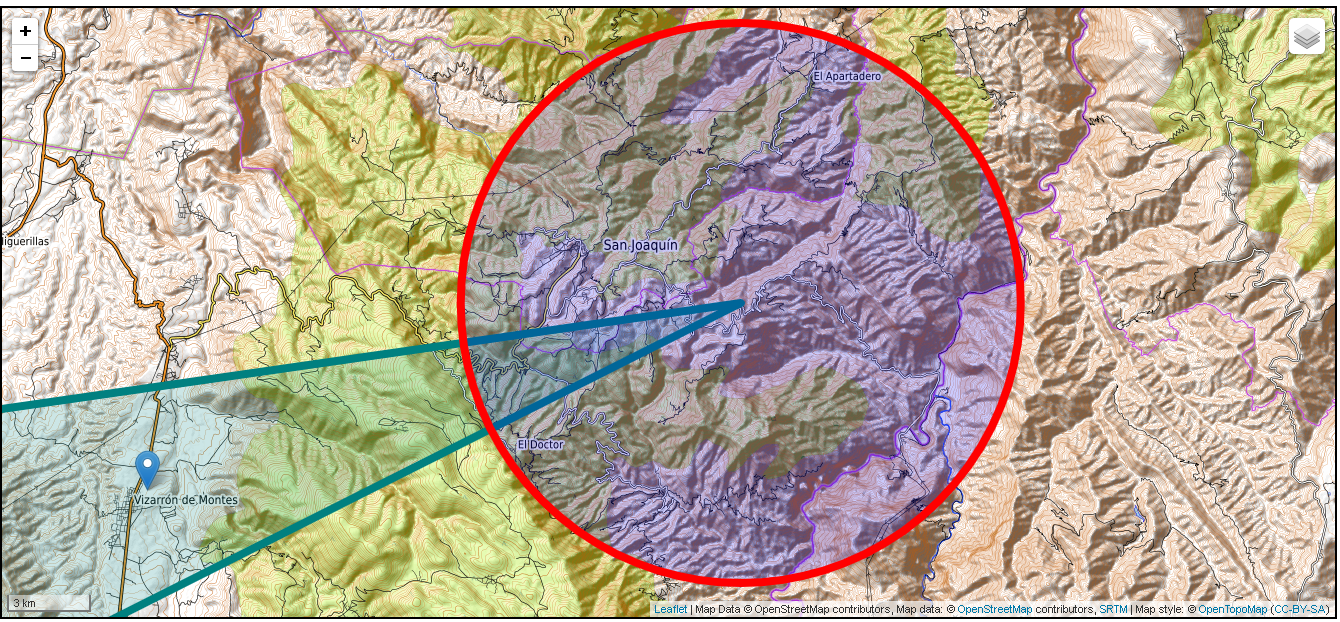 +
−
El Apartadero
San Joaquín
Higuerillas
El Doctor
Vizarrón de Montes
3 km
Leaflet | Map Data © OpenStreetMap contributors, Map data: © OpenStreetMap contributors, SRTM | Map style: © OpenTopoMap (CC-BY-SA)